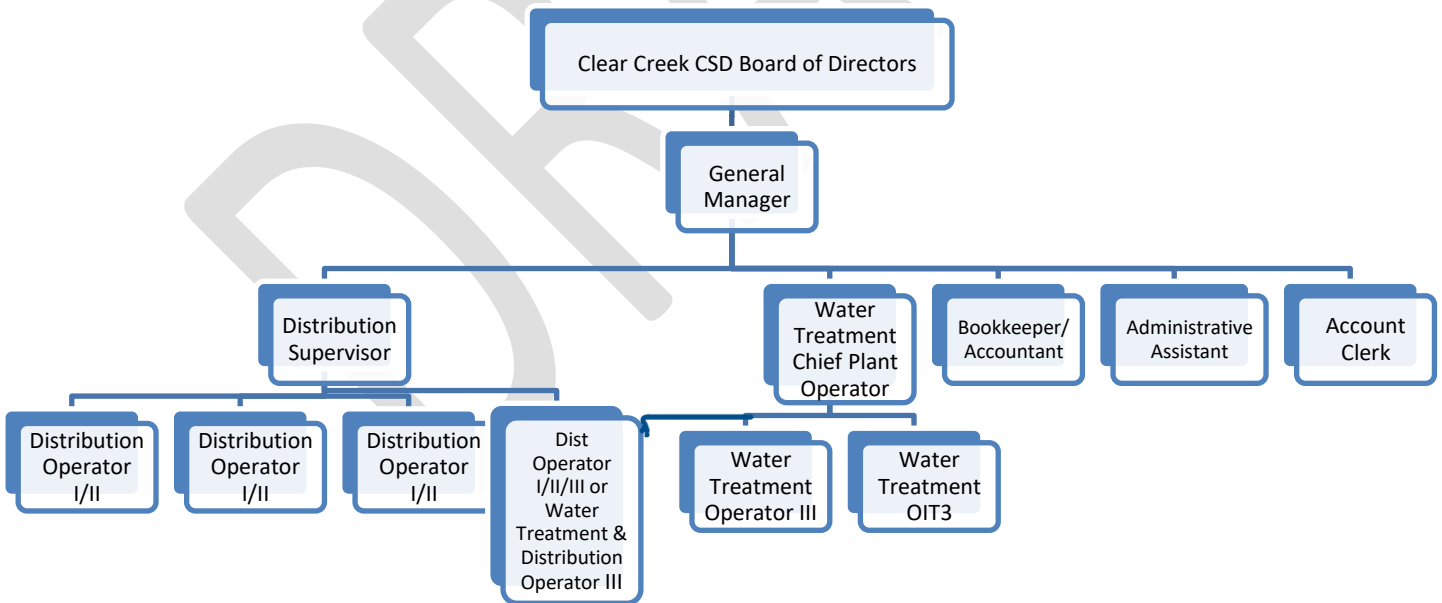 Clear Creek CSD Board of Directors
General
Manager
Distribution
Supervisor
Water
Treatment
Chief Plant
Operator
Bookkeeper/
Accountant
Administrative
Assistant
Account
Clerk
Distribution
Operator
I/II
Distribution
Operator
I/II
Distribution
Operator
I/II
Dist
Operator
I/II/III or
Water
Treatment &
Distribution
Operator III
Water
Treatment
Operator III
Water
Treatment
OIT3